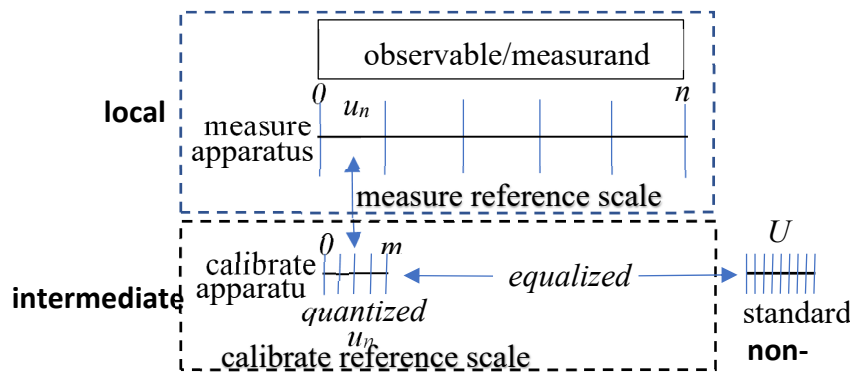 observable/measurand
0 n
local
u_n
measure
apparatus
measure reference scale
0 m
U
calibrate
apparatu
equalized
intermediate
quantized
standard
u_n
calibrate reference scale
non-